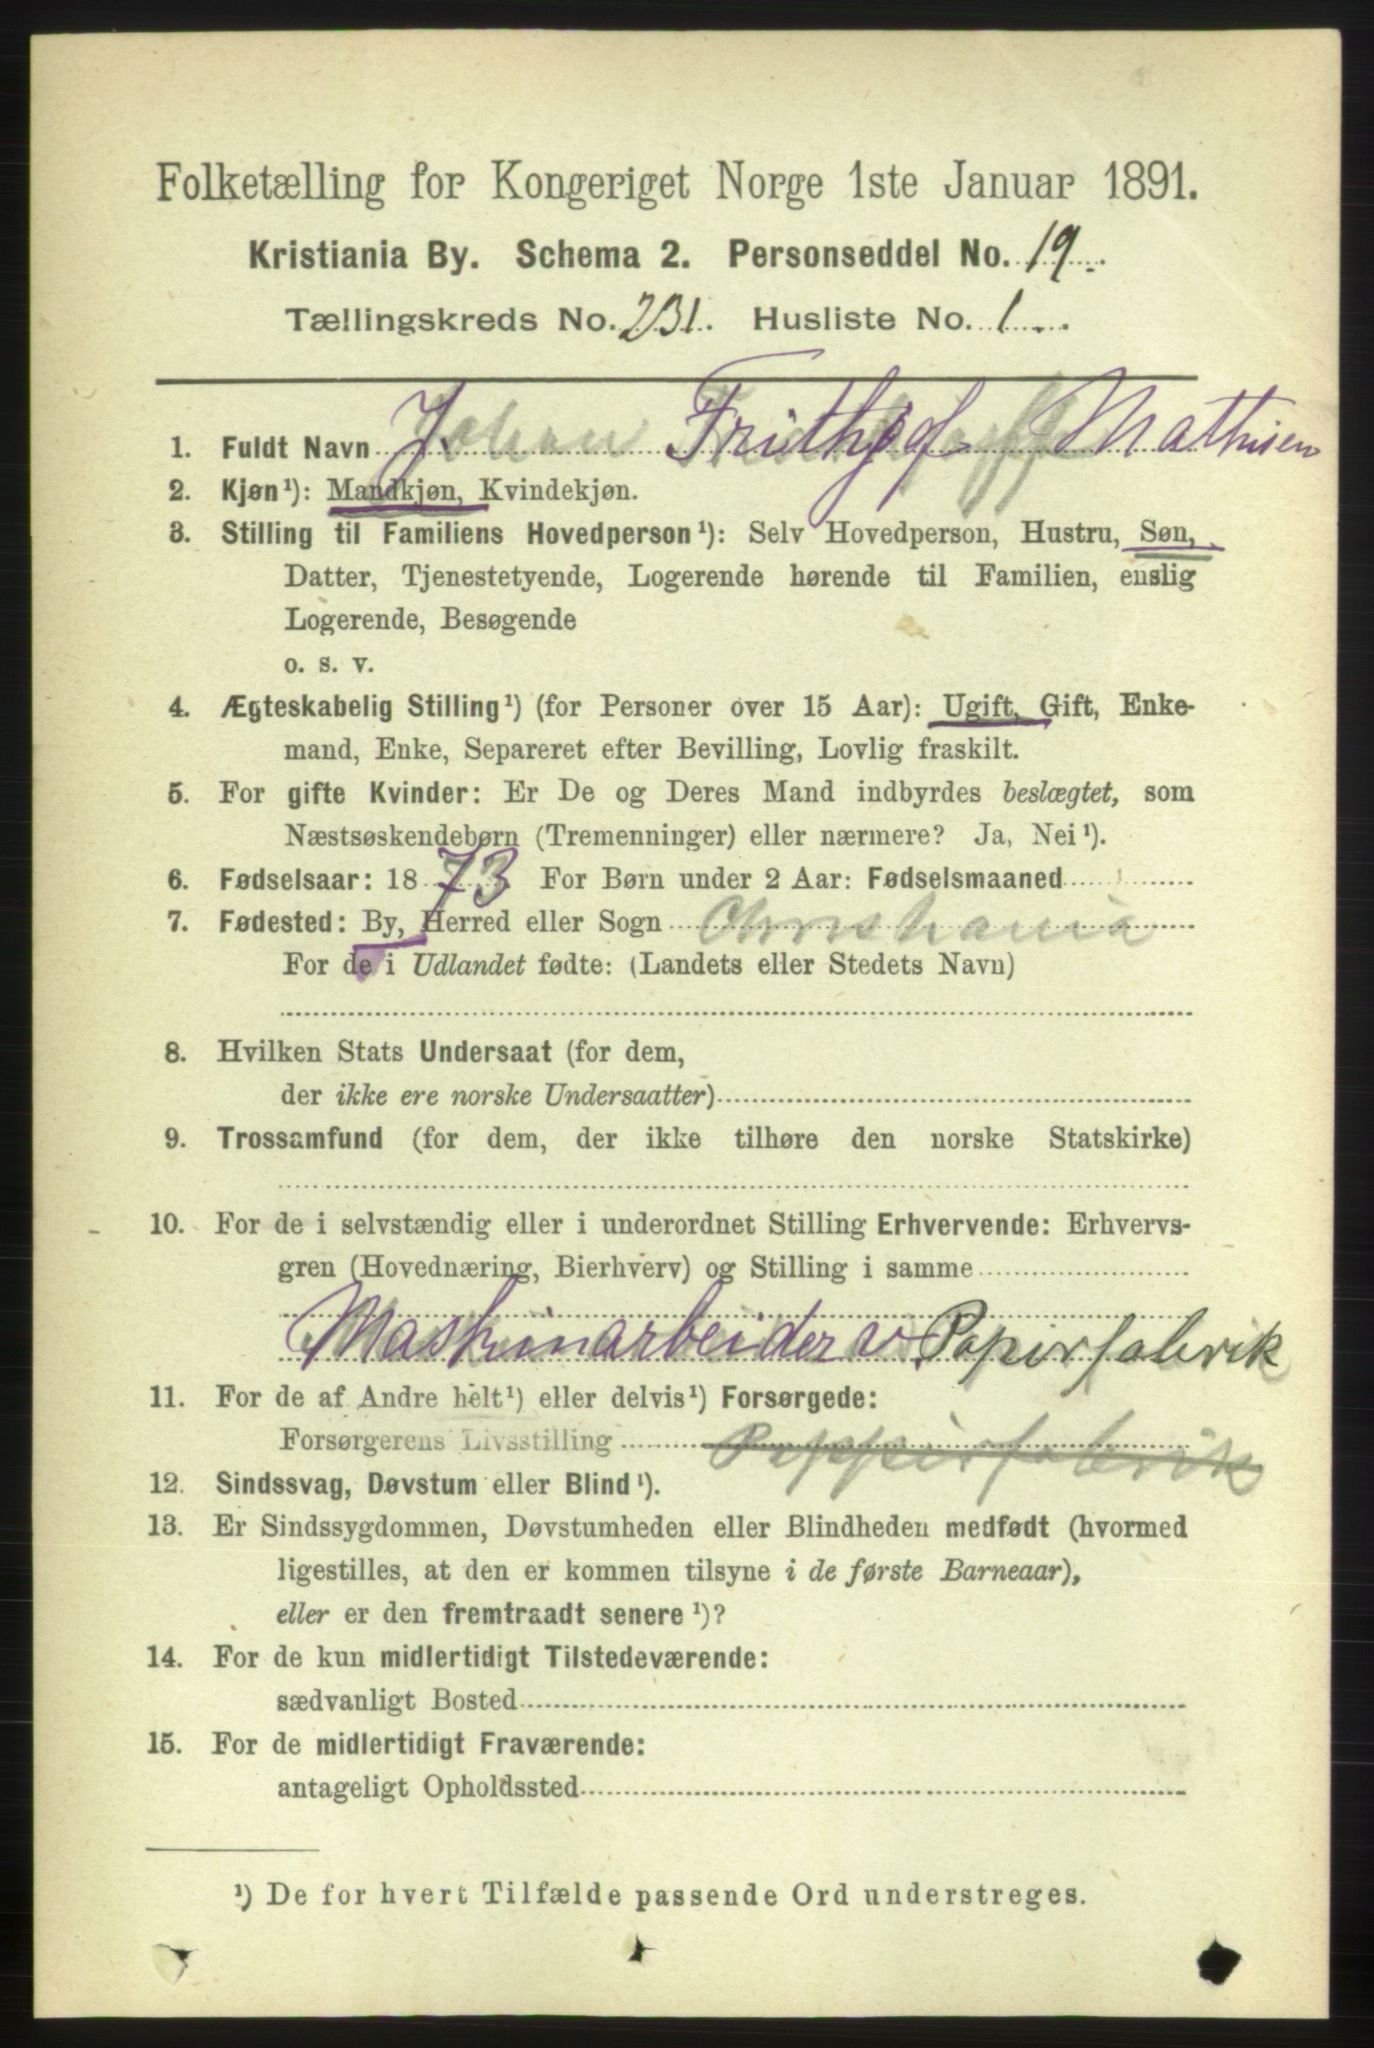 Folketælling for Kongeriget Norge 1ste Januar 1891.
Kristiania By. Schema 2. Personseddel No. 19.
Tællingskreds No. 231. Husliste No. 1
1. Fuldt Navn J. Frithjof Mathisen
2. Kjøn¹): Mandkjøn, Kvindekjøn.
3. Stilling til Familiens Hovedperson¹): Selv Hovedperson, Hustru, Søn,
Datter, Tjenestetyende, Logerende hørende til Familien, enslig
Logerende, Besøgende
o. s. v.
4. Ægteskabelig Stilling¹) (for Personer over 15 Aar): Ugift, Gift, Enke-
mand, Enke, Separeret efter Bevilling, Lovlig fraskilt.
5. For gifte Kvinder: Er De og Deres Mand indbyrdes beslægtet, som
Næstsøskendebørn (Tremenninger) eller nærmere? Ja, Nei¹).
6. Fødselsaar: 1873 For Børn under 2 Aar: Fødselsmaaned
7. Fødested: By, Herred eller Sogn Christiania
For de i Udlandet fødte: (Landets eller Stedets Navn)
8. Hvilken Stats Undersaat (for dem,
der ikke ere norske Undersaatter)
9. Trossamfund (for dem, der ikke tilhøre den norske Statskirke)
10. For de i selvstændig eller i underordnet Stilling Erhvervende: Erhvervs-
gren (Hovednæring, Bierhverv) og Stilling i samme
Maskinarbeider v. Papirfabrik
11. For de af Andre helt¹) eller delvis¹) Forsørgede:
Forsørgerens Livsstilling Pappirfabrik
12. Sindssvag, Døvstum eller Blind¹).
13. Er Sindssygdommen, Døvstumheden eller Blindheden medfødt (hvormed
ligestilles, at den er kommen tilsyne i de første Barneaar),
eller er den fremtraadt senere¹)?
14. For de kun midlertidigt Tilstedeværende:
sædvanligt Bosted
15. For de midlertidigt Fraværende:
antageligt Opholdssted
¹) De for hvert Tilfælde passende Ord understreges.